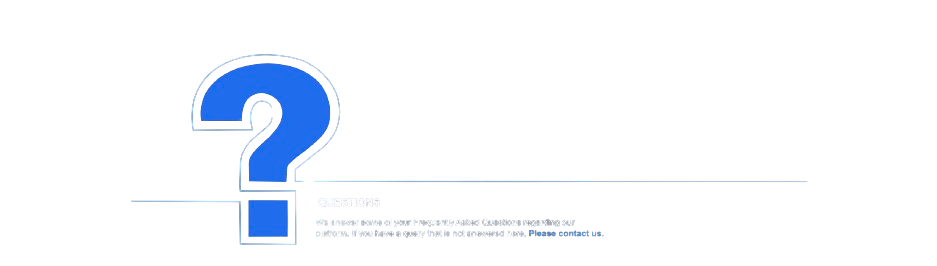 ?
QUESTIONS
We answer some of your Frequently Asked Questions regarding our
platform. If you have a query that is not answered here, Please contact us.